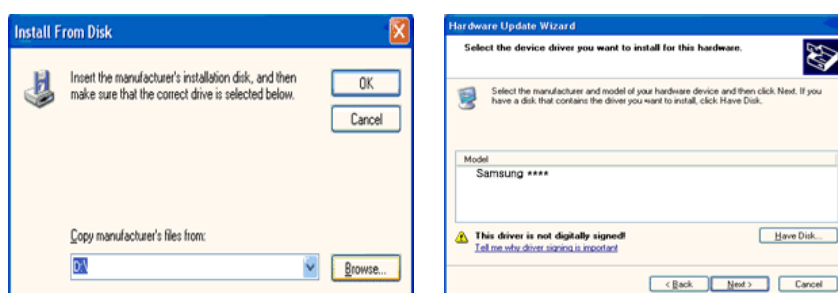 Install From Disk
Insert the manufacturer's installation disk, and then
make sure that the correct drive is selected below.
OK
Cancel
Copy manufacturer's files from:
D:\
Browse...
Hardware Update Wizard
Select the device driver you want to install for this hardware.
Select the manufacturer and model of your hardware device and then click Next. If you
have a disk that contains the driver you want to install, click Have Disk.
Model
Samsung ****
This driver is not digitally signed!
Tell me why driver signing is important
Have Disk...
< Back
Next >
Cancel